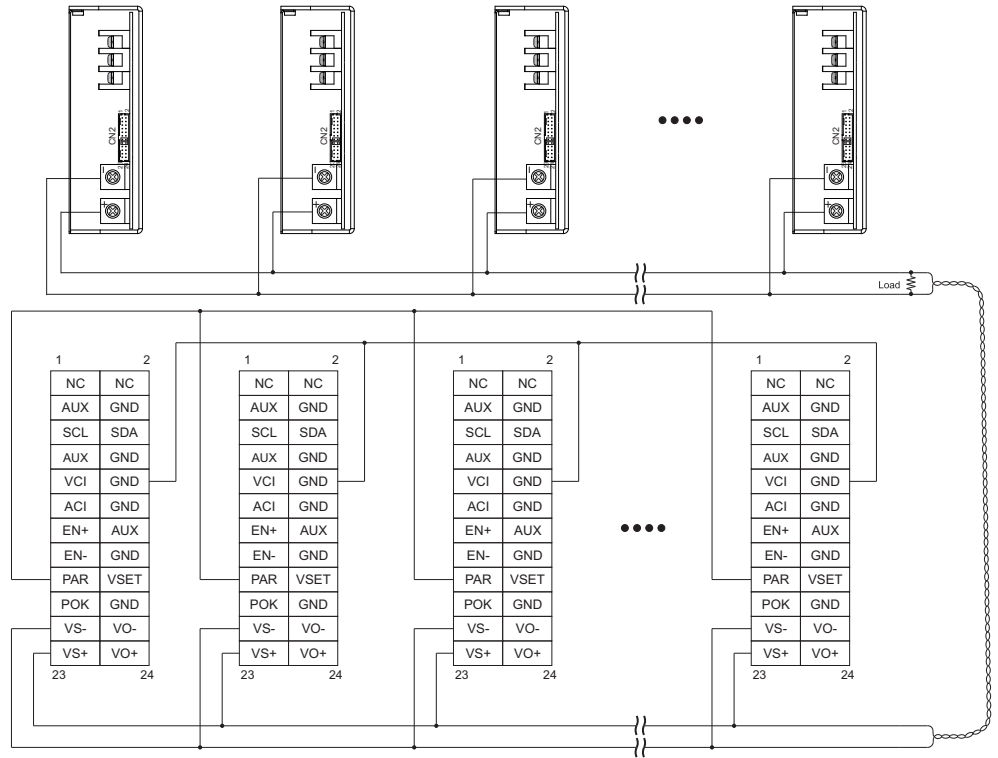 CN2 CN2 CN2 CN2
- - - -
+ + + +
Load
1 2 1 2 1 2 1 2
NC NC NC NC NC NC NC NC
AUX GND AUX GND AUX GND AUX GND
SCL SDA SCL SDA SCL SDA SCL SDA
AUX GND AUX GND AUX GND AUX GND
VCI GND VCI GND VCI GND VCI GND
ACI GND ACI GND ACI GND ACI GND
EN+ AUX EN+ AUX EN+ AUX EN+ AUX
EN- GND EN- GND EN- GND EN- GND
PAR VSET PAR VSET PAR VSET PAR VSET
POK GND POK GND POK GND POK GND
VS- VO- VS- VO- VS- VO- VS- VO-
VS+ VO+ VS+ VO+ VS+ VO+ VS+ VO+
23 24 23 24 23 24 23 24